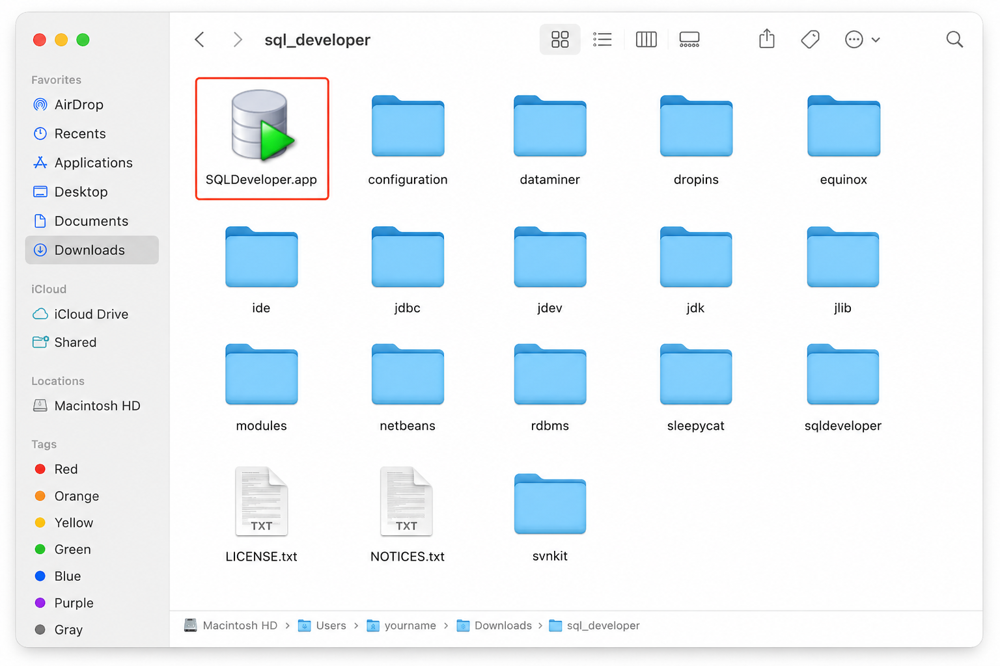 sql_developer
Favorites
AirDrop
Recents
Applications
Desktop
Documents
Downloads
iCloud
iCloud Drive
Shared
Locations
Macintosh HD
Tags
Red
Orange
Yellow
Green
Blue
Purple
Gray
SQLDeveloper.app
configuration
dataminer
dropins
equinox
ide
jdbc
jdev
jdk
jlib
modules
netbeans
rdbms
sleepycat
sqldeveloper
TXT
LICENSE.txt
TXT
NOTICES.txt
svnkit
Macintosh HD › Users › yourname › Downloads › sql_developer